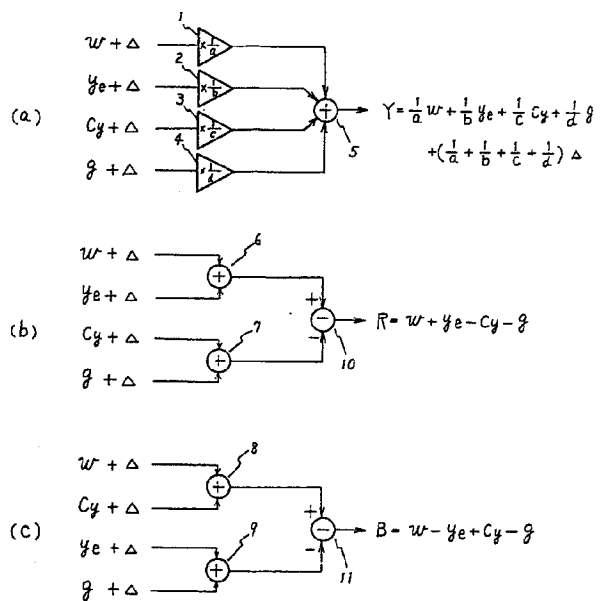 (a)
1
w + Δ
× 1/a
2
ye + Δ
× 1/b
3
Cy + Δ
× 1/c
4
g + Δ
× 1/d
+
5
Y = 1/a w + 1/b ye + 1/c Cy + 1/d g
+ (1/a + 1/b + 1/c + 1/d) Δ
(b)
w + Δ
6
+
ye + Δ
Cy + Δ
7
+
g + Δ
+
−
−
10
R = w + ye − Cy − g
(c)
w + Δ
8
+
Cy + Δ
ye + Δ
9
+
g + Δ
+
−
−
11
B = w − ye + Cy − g